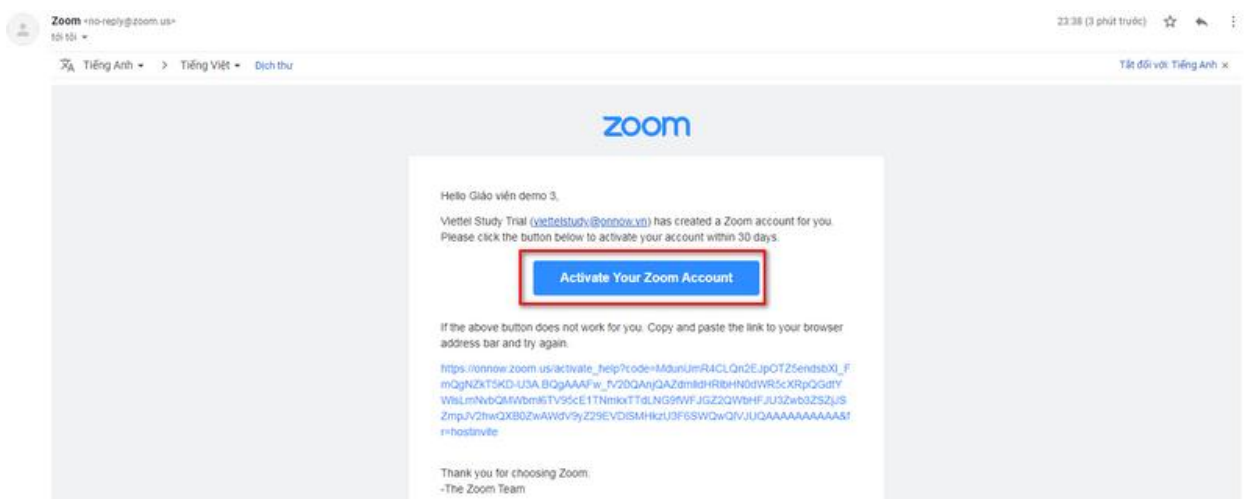 Zoom <no-reply@zoom.us>
23:38 (3 phút trước)
tới tôi
Tiếng Anh > Tiếng Việt Dịch thư
Tắt đối với: Tiếng Anh x
zoom
Hello Giáo viên demo 3,
Viettel Study Trial (viettelstudy@onnow.vn) has created a Zoom account for you.
Please click the button below to activate your account within 30 days.
Activate Your Zoom Account
If the above button does not work for you. Copy and paste the link to your browser
address bar and try again.
Thank you for choosing Zoom.
-The Zoom Team